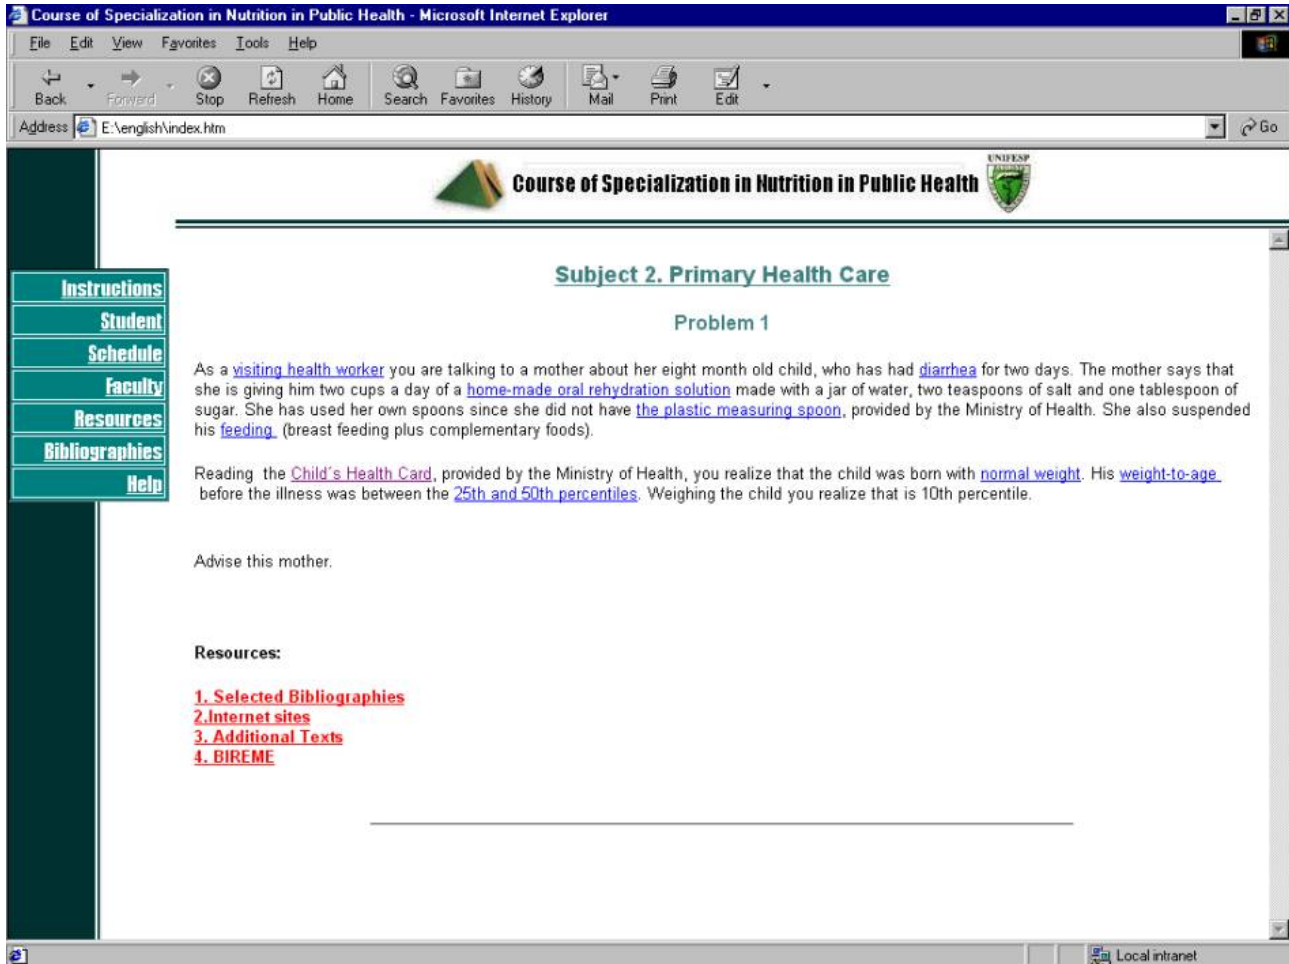 Course of Specialization in Nutrition in Public Health - Microsoft Internet Explorer
File Edit View Favorites Tools Help
Back Forward Stop Refresh Home Search Favorites History Mail Print Edit
Address E:\english\index.htm Go
UNIFESP
Course of Specialization in Nutrition in Public Health
Instructions
Student
Schedule
Faculty
Resources
Bibliographies
Help
Subject 2. Primary Health Care
Problem 1
As a visiting health worker you are talking to a mother about her eight month old child, who has had diarrhea for two days. The mother says that
she is giving him two cups a day of a home-made oral rehydration solution made with a jar of water, two teaspoons of salt and one tablespoon of
sugar. She has used her own spoons since she did not have the plastic measuring spoon, provided by the Ministry of Health. She also suspended
his feeding (breast feeding plus complementary foods).
Reading the Child´s Health Card, provided by the Ministry of Health, you realize that the child was born with normal weight. His weight-to-age
before the illness was between the 25th and 50th percentiles. Weighing the child you realize that is 10th percentile.
Advise this mother.
Resources:
1. Selected Bibliographies
2.Internet sites
3. Additional Texts
4. BIREME
Local intranet